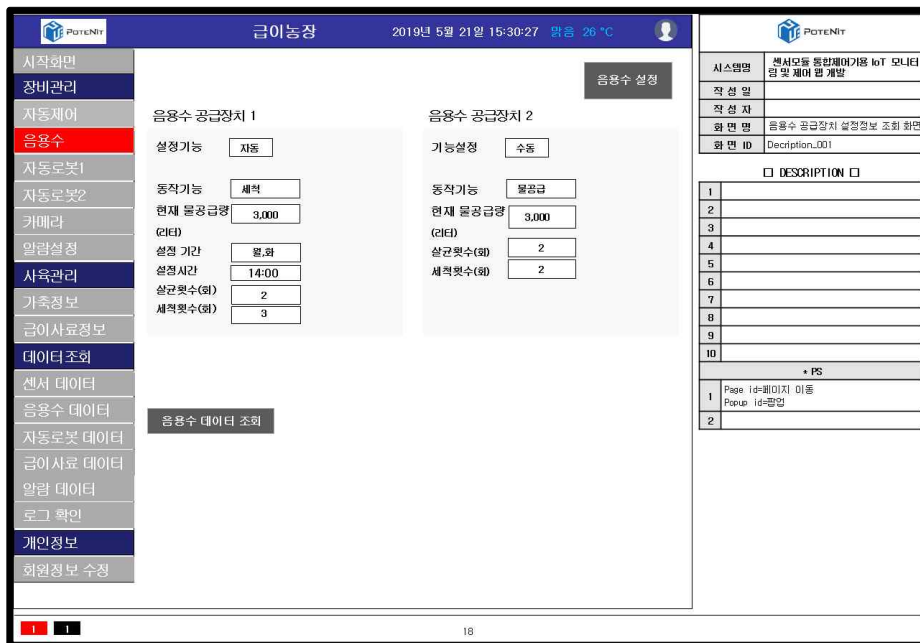 POTENIT
급이농장
2019년 5월 21일 15:30:27 맑음 26 °C
시작화면
장비관리
자동제어
음용수
자동로봇1
자동로봇2
카메라
알람설정
사육관리
가축정보
급이사료정보
데이터조회
센서 데이터
음용수 데이터
자동로봇 데이터
급이사료 데이터
알람 데이터
로그 확인
개인정보
회원정보 수정
음용수 설정
음용수 공급장치 1
설정기능 자동
동작기능 세척
현재 물공급량 3,000
(리터)
설정 기간 월,화
설정시간 14:00
살균횟수(회) 2
세척횟수(회) 3
음용수 공급장치 2
기능설정 수동
동작기능 물공급
현재 물공급량 3,000
(리터)
살균횟수(회) 2
세척횟수(회) 2
음용수 데이터 조회
POTENIT
시스템명 센서모듈 통합제어기용 IoT 모니터
링 및 제어 웹 개발
작 성 일
작 성 자
화 면 명 음용수 공급장치 설정정보 조회 화면
화 면 ID Decription_001
□ DESCRIPTION □
1
2
3
4
5
6
7
8
9
10
* PS
1 Page id=페이지 이동
Popup id=팝업
2
1 1
18